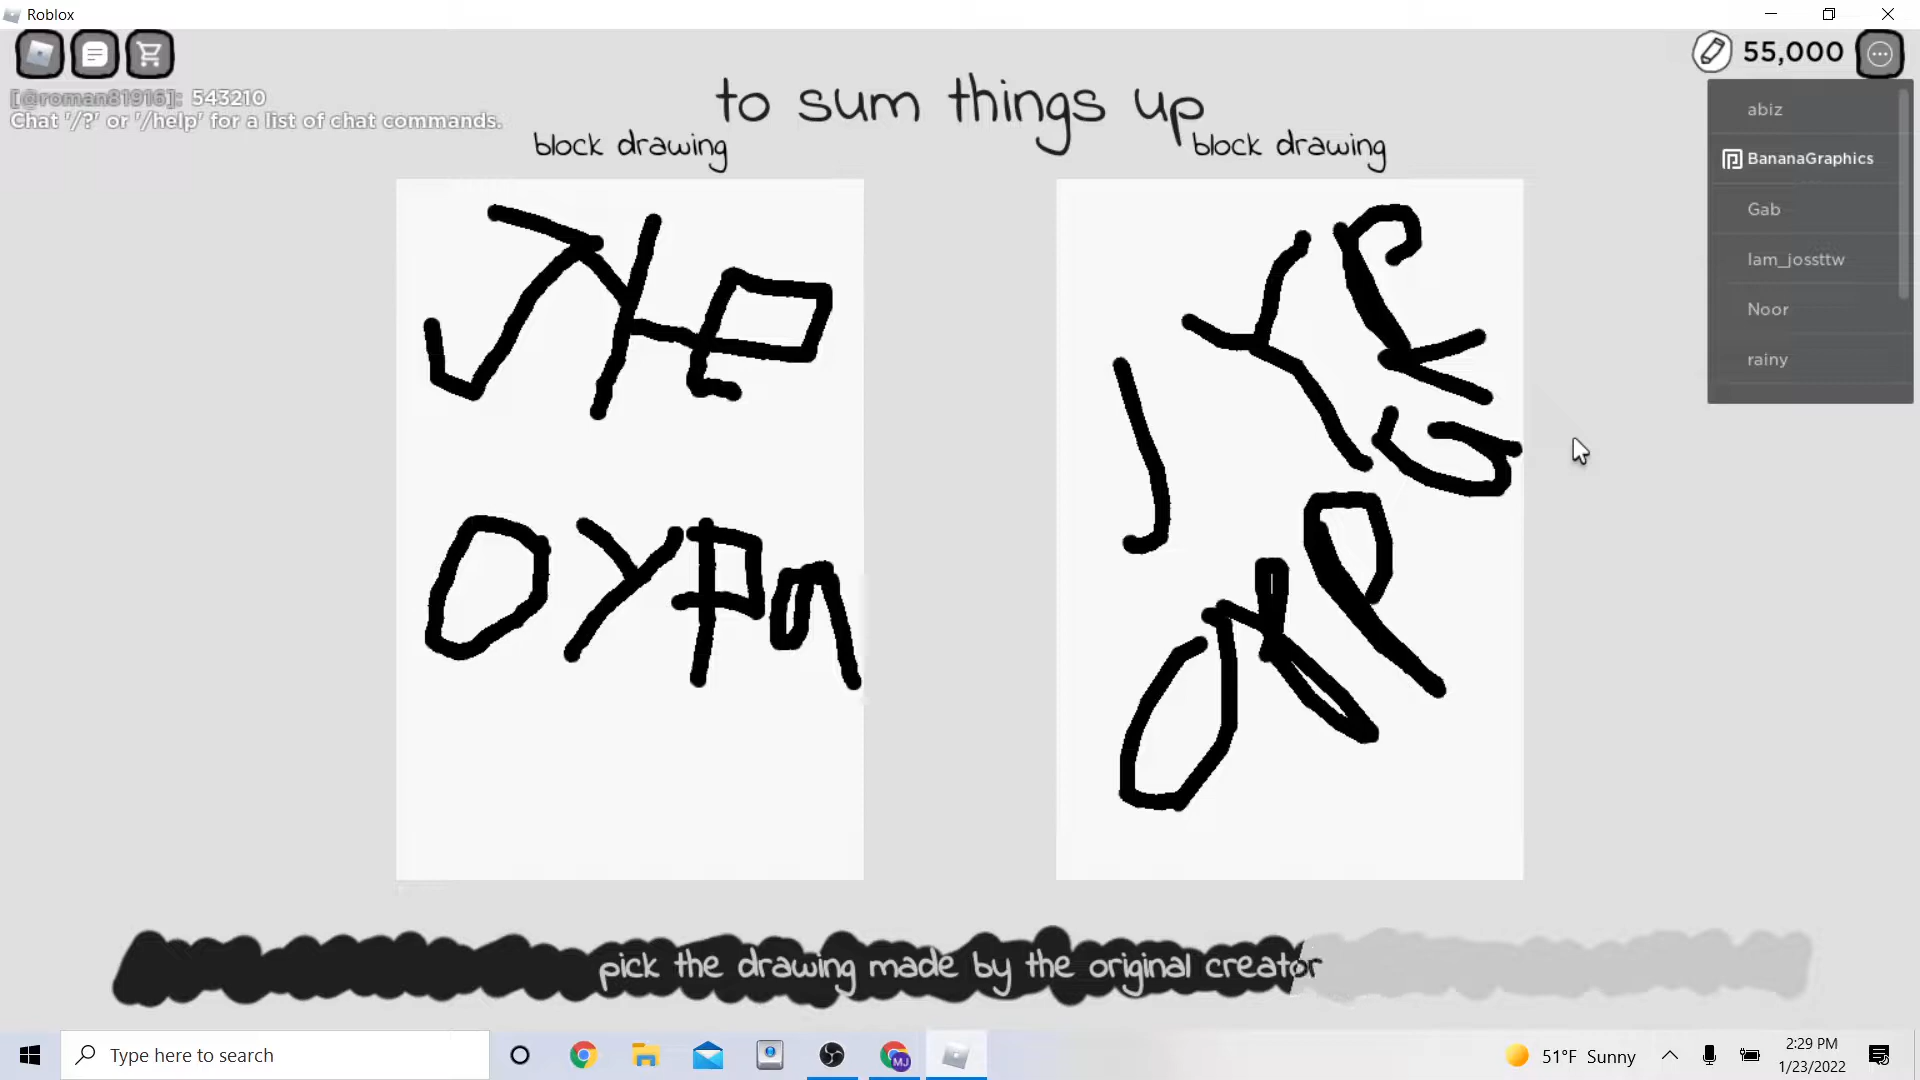 Roblox
55,000
to sum things up
[@roman81916]: 543210
Chat '/?' or '/help' for a list of chat commands.
block drawing
block drawing
abiz
BananaGraphics
Gab
Iam_jossttw
Noor
rainy
pick the drawing made by the original creator
Type here to search
MJ
51°F Sunny
2:29 PM
1/23/2022